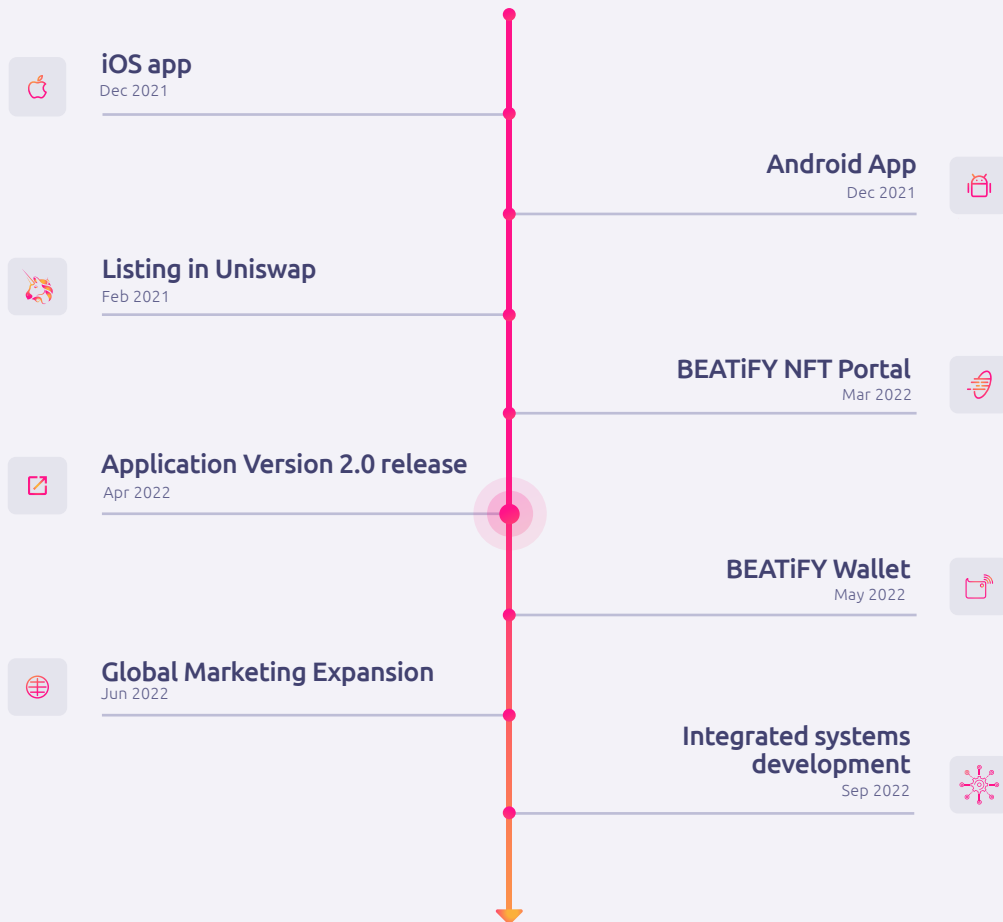 iOS app
Dec 2021
Android App
Dec 2021
Listing in Uniswap
Feb 2021
BEATiFY NFT Portal
Mar 2022
Application Version 2.0 release
Apr 2022
BEATiFY Wallet
May 2022
Global Marketing Expansion
Jun 2022
Integrated systems
development
Sep 2022